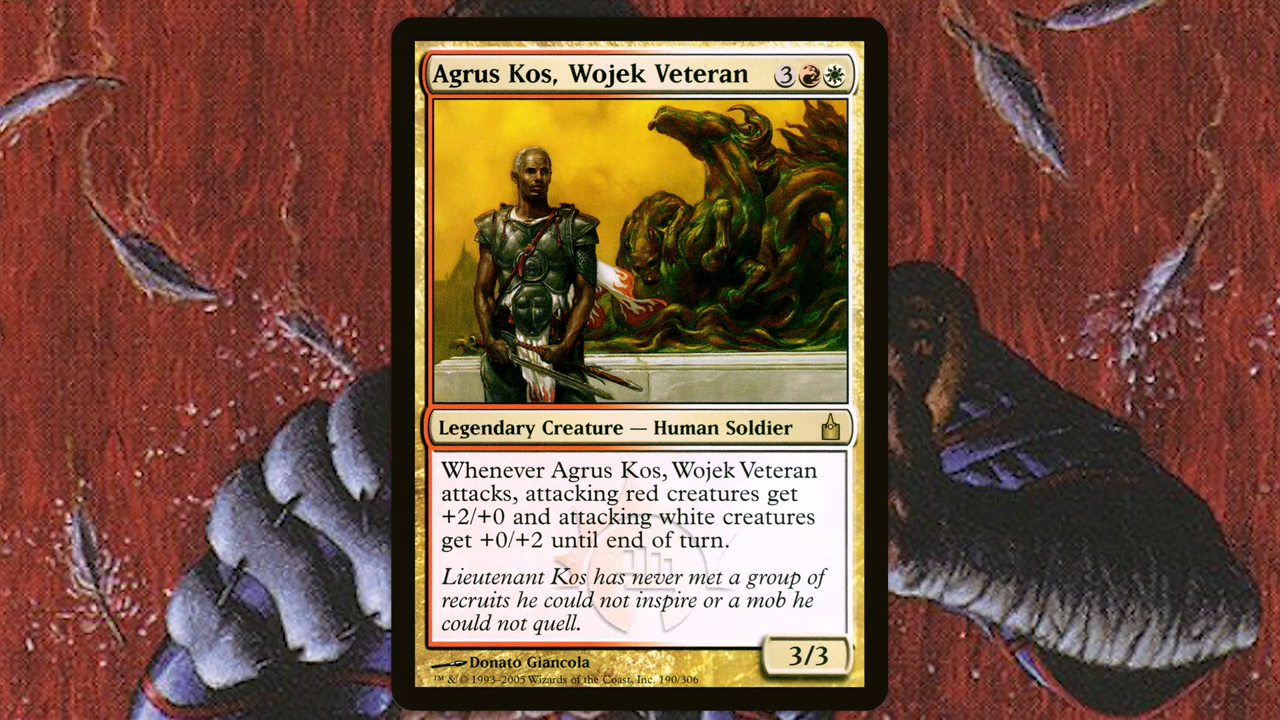 Agrus Kos, Wojek Veteran 3
Legendary Creature — Human Soldier
Whenever Agrus Kos, Wojek Veteran
attacks, attacking red creatures get
+2/+0 and attacking white creatures
get +0/+2 until end of turn.
Lieutenant Kos has never met a group of
recruits he could not inspire or a mob he
could not quell.
3/3
Donato Giancola
™ & © 1993–2005 Wizards of the Coast, Inc. 190/306